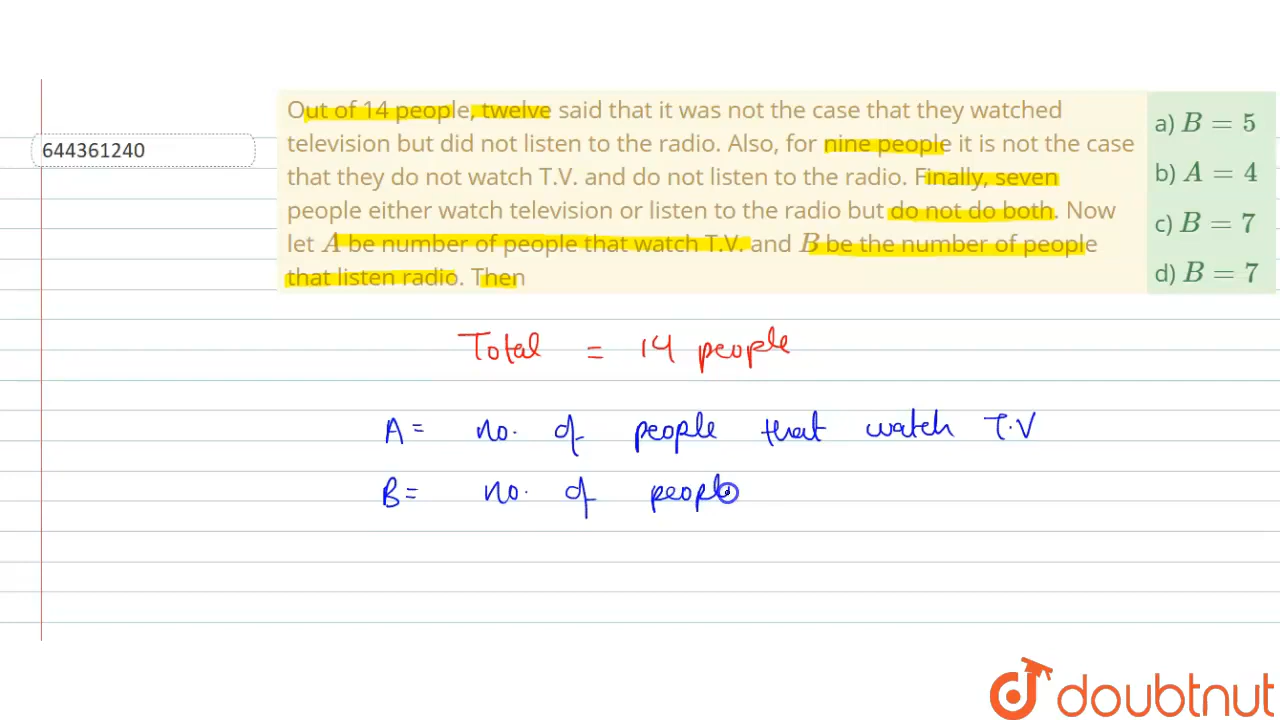 644361240
Out of 14 people, twelve said that it was not the case that they watched
television but did not listen to the radio. Also, for nine people it is not the case
that they do not watch T.V. and do not listen to the radio. Finally, seven
people either watch television or listen to the radio but do not do both. Now
let A be number of people that watch T.V. and B be the number of people
that listen radio. Then
a) B = 5
b) A = 4
c) B = 7
d) B = 7
Total = 14 people
A = no. of people that watch T.V
B = no. of people
doubtnut